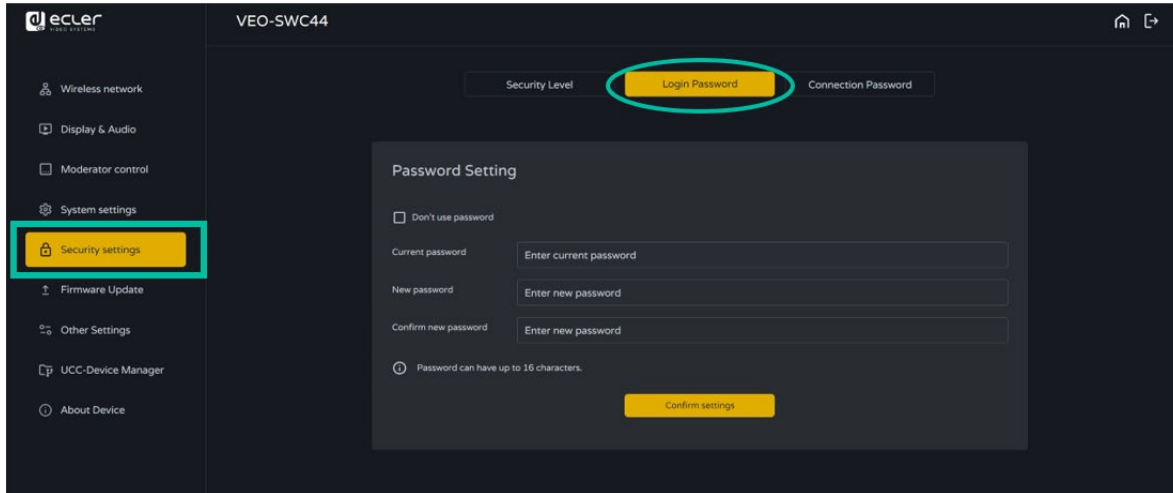 ecler
VIDEO SYSTEMS
VEO-SWC44
Wireless network
Display & Audio
Moderator control
System settings
Security settings
Firmware Update
Other Settings
UCC-Device Manager
About Device
Security Level
Login Password
Connection Password
Password Setting
Don't use password
Current password
Enter current password
New password
Enter new password
Confirm new password
Enter new password
Password can have up to 16 characters.
Confirm settings